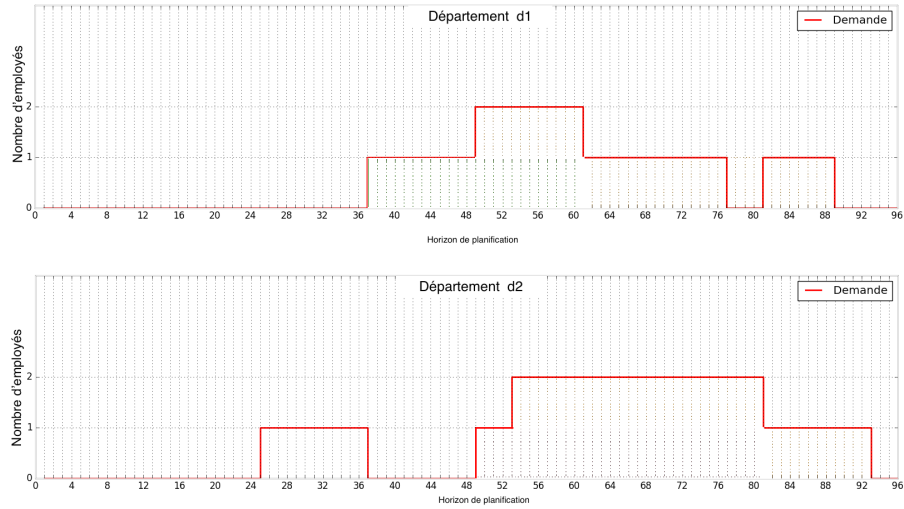 Département d1
Demande
Nombre d'employés
2
1
0
0 4 8 12 16 20 24 28 32 36 40 44 48 52 56 60 64 68 72 76 80 84 88 92 96
Horizon de planification
Département d2
Demande
Nombre d'employés
2
1
0
0 4 8 12 16 20 24 28 32 36 40 44 48 52 56 60 64 68 72 76 80 84 88 92 96
Horizon de planification